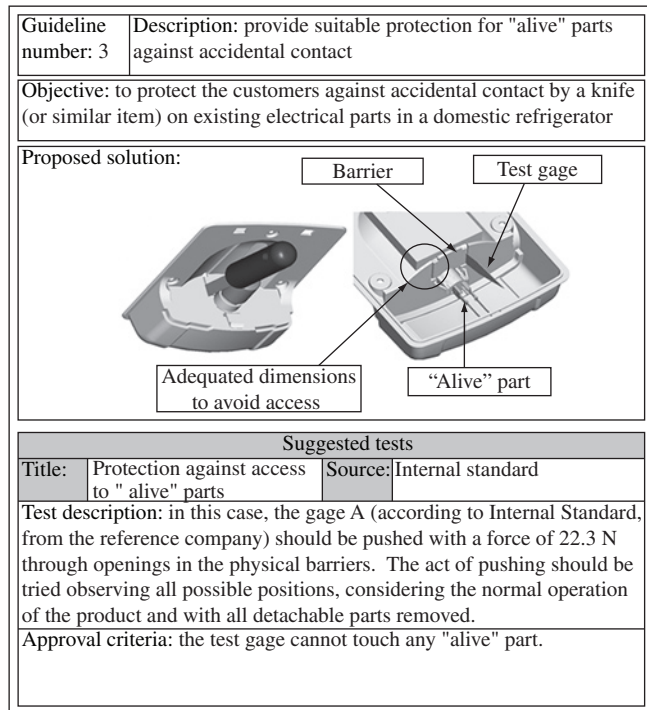 Guideline number: 3
Description: provide suitable protection for "alive" parts
against accidental contact
Objective: to protect the customers against accidental contact by a knife
(or similar item) on existing electrical parts in a domestic refrigerator
Proposed solution:
Barrier
Test gage
Adequated dimensions
to avoid access
“Alive” part
Suggested tests
Title:
Protection against access
to " alive" parts
Source:
Internal standard
Test description: in this case, the gage A (according to Internal Standard,
from the reference company) should be pushed with a force of 22.3 N
through openings in the physical barriers. The act of pushing should be
tried observing all possible positions, considering the normal operation
of the product and with all detachable parts removed.
Approval criteria: the test gage cannot touch any "alive" part.